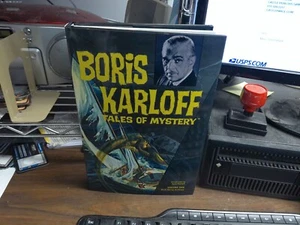 BORIS
KARLOFF
TALES OF MYSTERY
USPS.COM